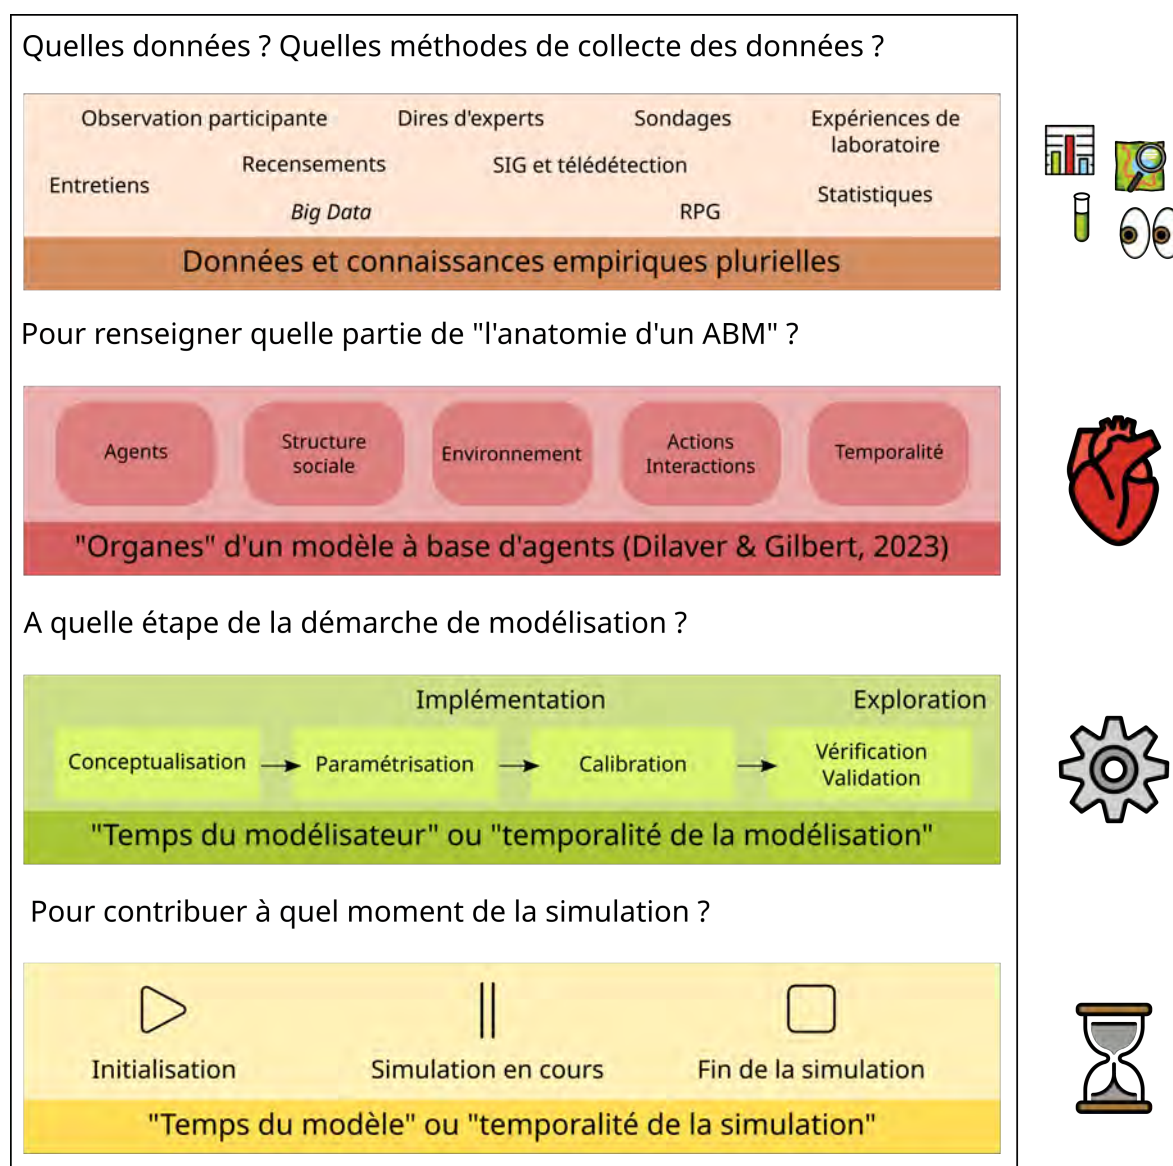 Quelles données ? Quelles méthodes de collecte des données ?
Observation participante
Dires d'experts
Sondages
Expériences de
laboratoire
Recensements
SIG et télédétection
Entretiens
Statistiques
Big Data
RPG
Données et connaissances empiriques plurielles
Pour renseigner quelle partie de "l'anatomie d'un ABM" ?
Agents
Structure
sociale
Environnement
Actions
Interactions
Temporalité
"Organes" d'un modèle à base d'agents (Dilaver & Gilbert, 2023)
A quelle étape de la démarche de modélisation ?
Implémentation
Exploration
Conceptualisation
Paramétrisation
Calibration
Vérification
Validation
"Temps du modélisateur" ou "temporalité de la modélisation"
Pour contribuer à quel moment de la simulation ?
Initialisation
Simulation en cours
Fin de la simulation
"Temps du modèle" ou "temporalité de la simulation"